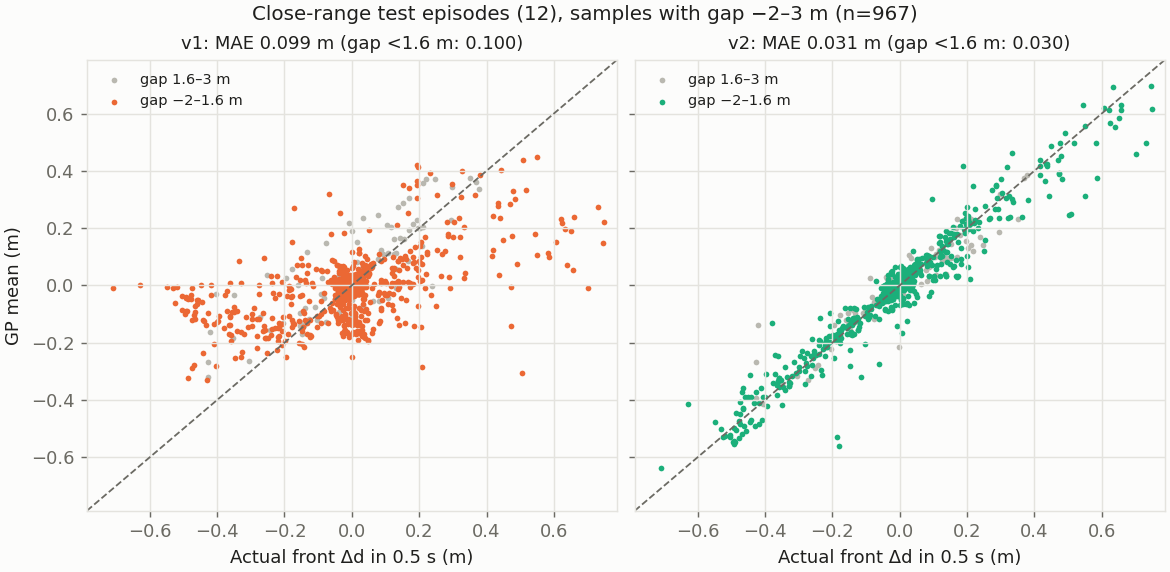 Close-range test episodes (12), samples with gap −2–3 m (n=967)
v1: MAE 0.099 m (gap <1.6 m: 0.100)
gap 1.6–3 m
gap −2–1.6 m
GP mean (m)
0.6
0.4
0.2
0.0
−0.2
−0.4
−0.6
−0.6 −0.4 −0.2 0.0 0.2 0.4 0.6
Actual front Δd in 0.5 s (m)
v2: MAE 0.031 m (gap <1.6 m: 0.030)
gap 1.6–3 m
gap −2–1.6 m
−0.6 −0.4 −0.2 0.0 0.2 0.4 0.6
Actual front Δd in 0.5 s (m)